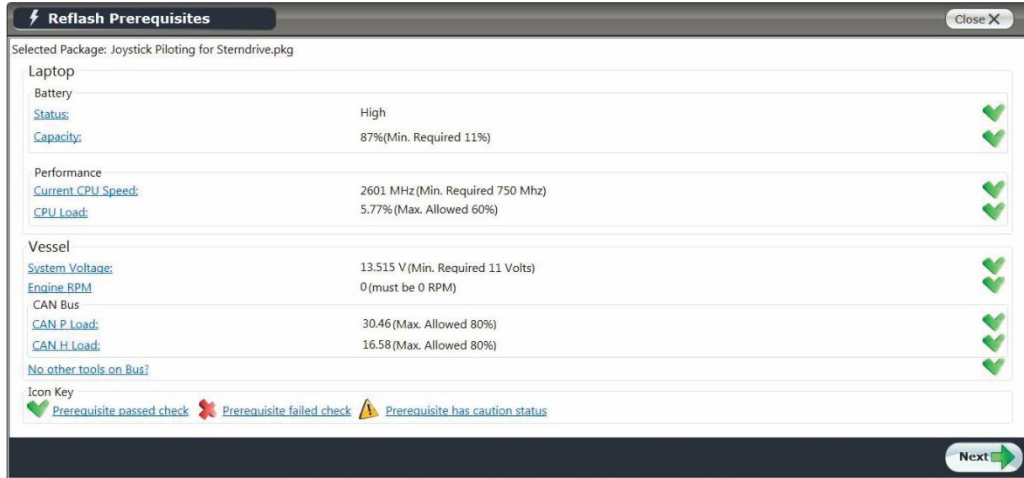 Reflash Prerequisites
Close X
Selected Package: Joystick Piloting for Sterndrive.pkg
Laptop
Battery
Status: High
Capacity: 87%(Min. Required 11%)
Performance
Current CPU Speed: 2601 MHz(Min. Required 750 Mhz)
CPU Load: 5.77%(Max. Allowed 60%)
Vessel
System Voltage: 13.515 V(Min. Required 11 Volts)
Engine RPM 0(must be 0 RPM)
CAN Bus
CAN P Load: 30.46(Max. Allowed 80%)
CAN H Load: 16.58(Max. Allowed 80%)
No other tools on Bus?
Icon Key
Prerequisite passed check Prerequisite failed check Prerequisite has caution status
Next